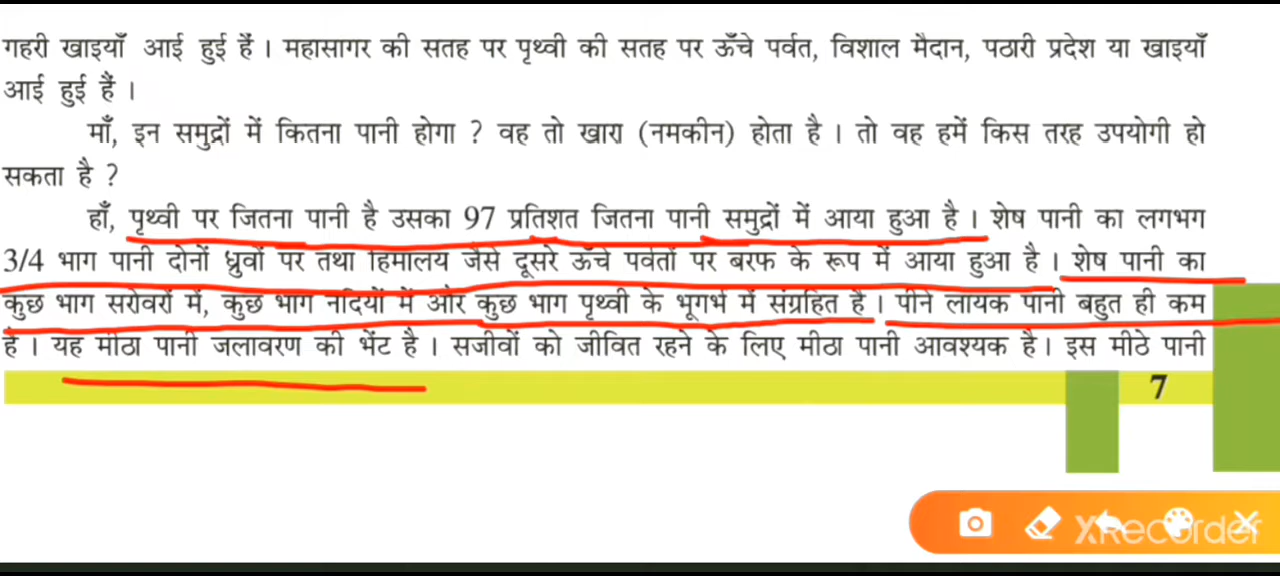 गहरी खाइयाँ आई हुई हैं । महासागर की सतह पर पृथ्वी की सतह पर ऊँचे पर्वत, विशाल मैदान, पठारी प्रदेश या खाइयाँ
आई हुई हैं ।
माँ, इन समुद्रों में कितना पानी होगा ? वह तो खारा (नमकीन) होता है । तो वह हमें किस तरह उपयोगी हो
सकता है ?
हाँ, पृथ्वी पर जितना पानी है उसका 97 प्रतिशत जितना पानी समुद्रों में आया हुआ है । शेष पानी का लगभग
3/4 भाग पानी दोनों ध्रुवों पर तथा हिमालय जैसे दूसरे ऊँचे पर्वतों पर बरफ के रूप में आया हुआ है । शेष पानी का
कुछ भाग सरोवरों में, कुछ भाग नदियों में और कुछ भाग पृथ्वी के भूगर्भ में संग्रहित है । पीने लायक पानी बहुत ही कम
है । यह मीठा पानी जलावरण की भेंट है । सजीवों को जीवित रहने के लिए मीठा पानी आवश्यक है । इस मीठे पानी
7
XRecorder